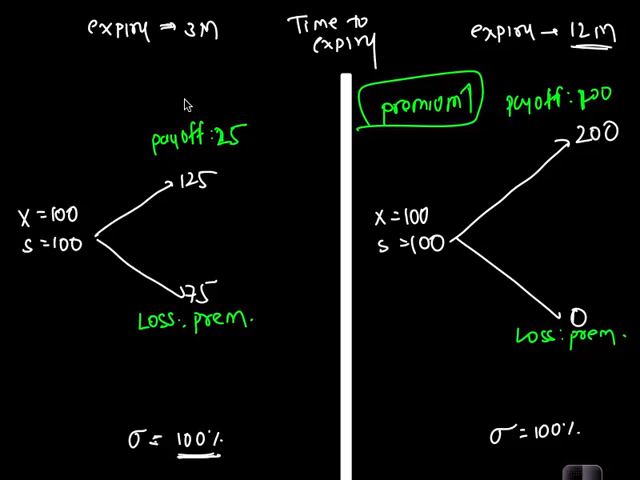 expiry → 3M
Time to
expiry
expiry → 12M
premium↑
payoff: 100
payoff: 25
200
125
X = 100
S = 100
X = 100
S = 100
75
Loss: prem.
0
Loss: prem.
σ = 100%
σ = 100%